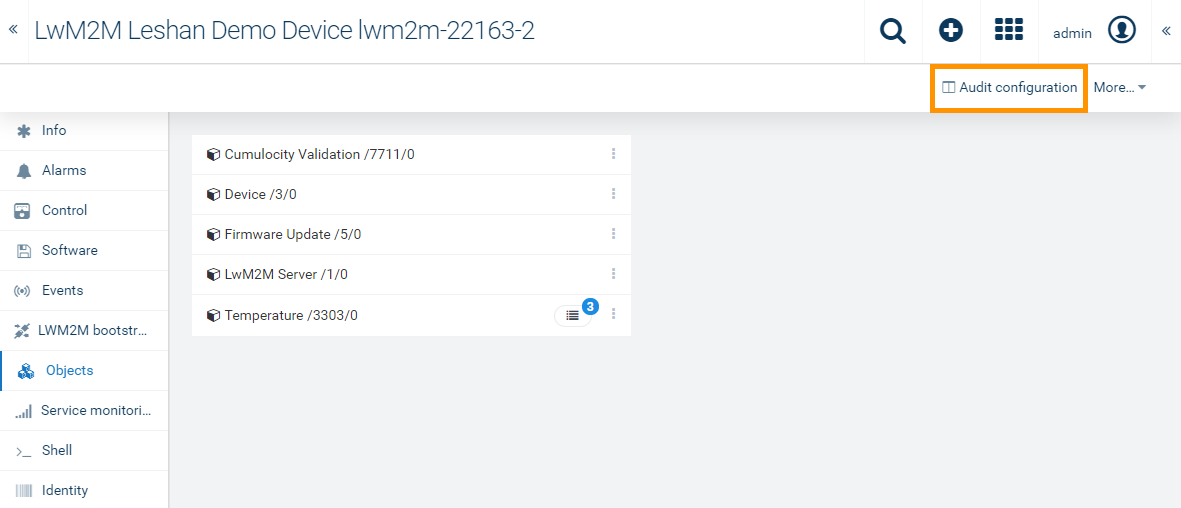 LwM2M Leshan Demo Device lwm2m-22163-2
admin
Audit configuration
More...
Info
Alarms
Control
Software
Events
LWM2M bootstr...
Objects
Service monitori...
Shell
Identity
Cumulocity Validation /7711/0
Device /3/0
Firmware Update /5/0
LwM2M Server /1/0
Temperature /3303/0
3